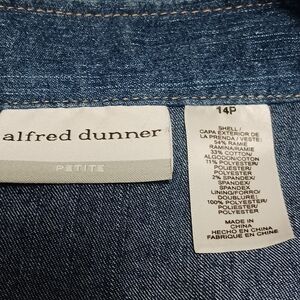 alfred dunner
PETITE
14P
SHELL/
CAPA EXTERIOR DE
LA PRENDA / VESTE:
54% RAMIE
RAMINA/RAMIE
33% COTTON/
ALGODON/COTON
11% POLYESTER/
POLIESTER/
POLYESTER
2% SPANDEX/
SPANDEX/
SPANDEX
LINING/FORRO/
DOUBLURE:
100% POLYESTER/
POLIESTER/
POLYESTER
MADE IN
CHINA
HECHO EN CHINA
FABRIQUE EN CHINE